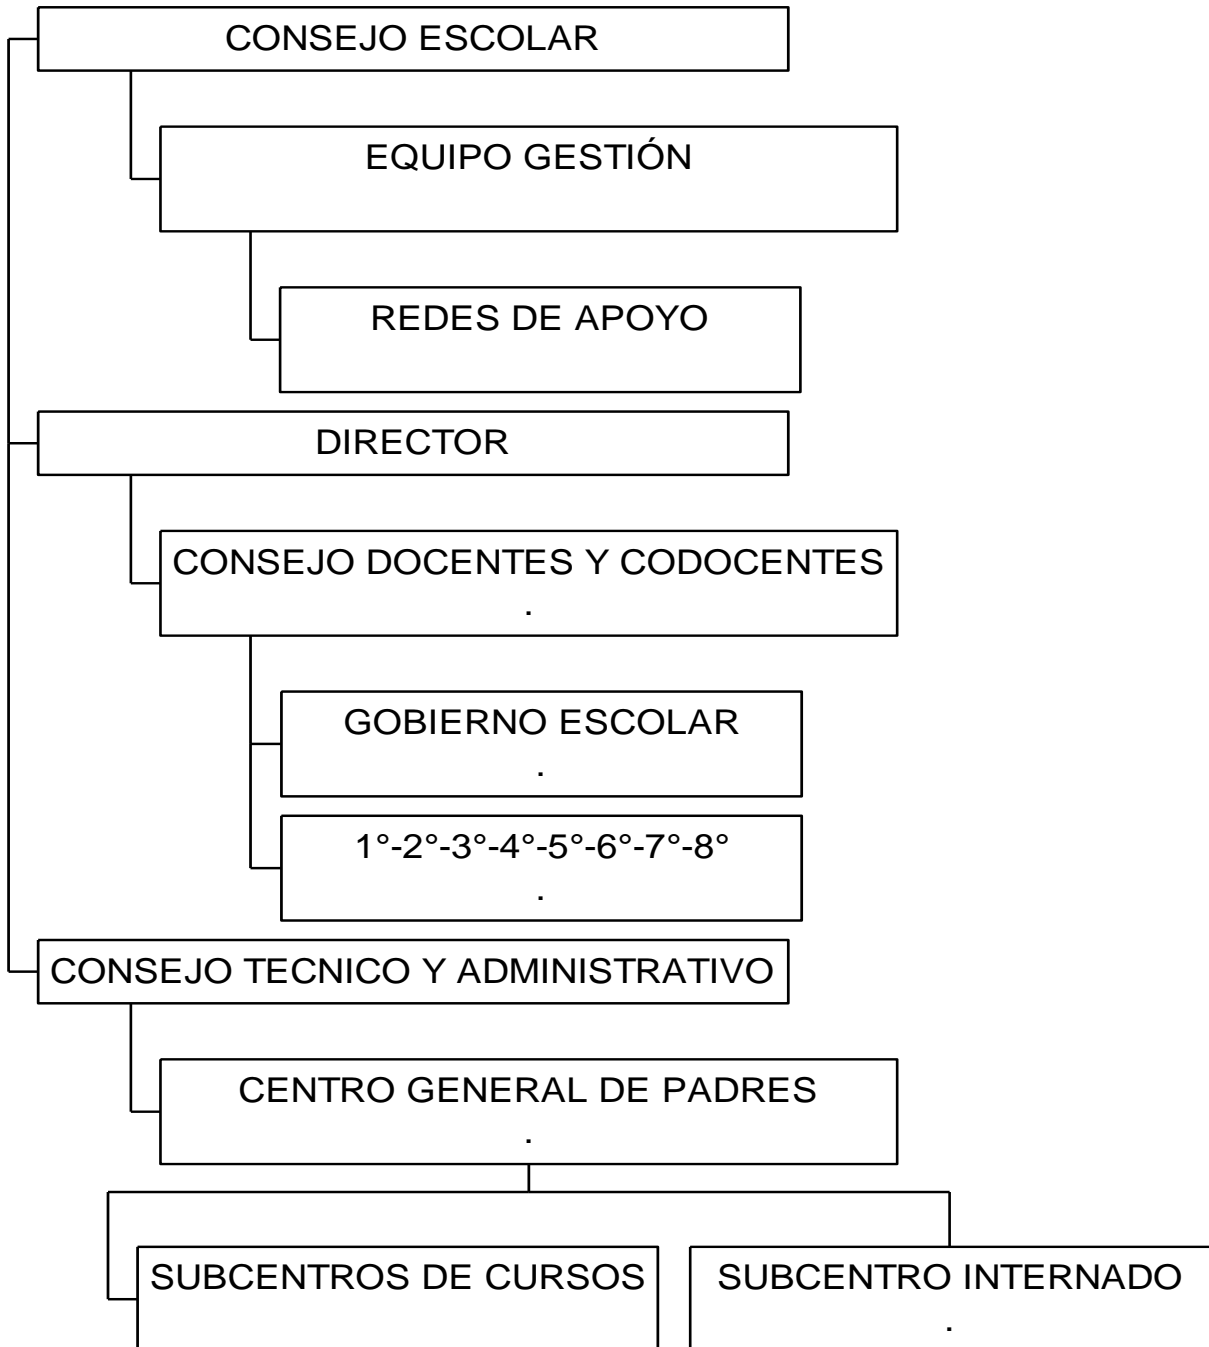 CONSEJO ESCOLAR
EQUIPO GESTIÓN
REDES DE APOYO
DIRECTOR
CONSEJO DOCENTES Y CODOCENTES
.
GOBIERNO ESCOLAR
.
1°-2°-3°-4°-5°-6°-7°-8°
.
CONSEJO TECNICO Y ADMINISTRATIVO
CENTRO GENERAL DE PADRES
.
SUBCENTROS DE CURSOS
SUBCENTRO INTERNADO
.